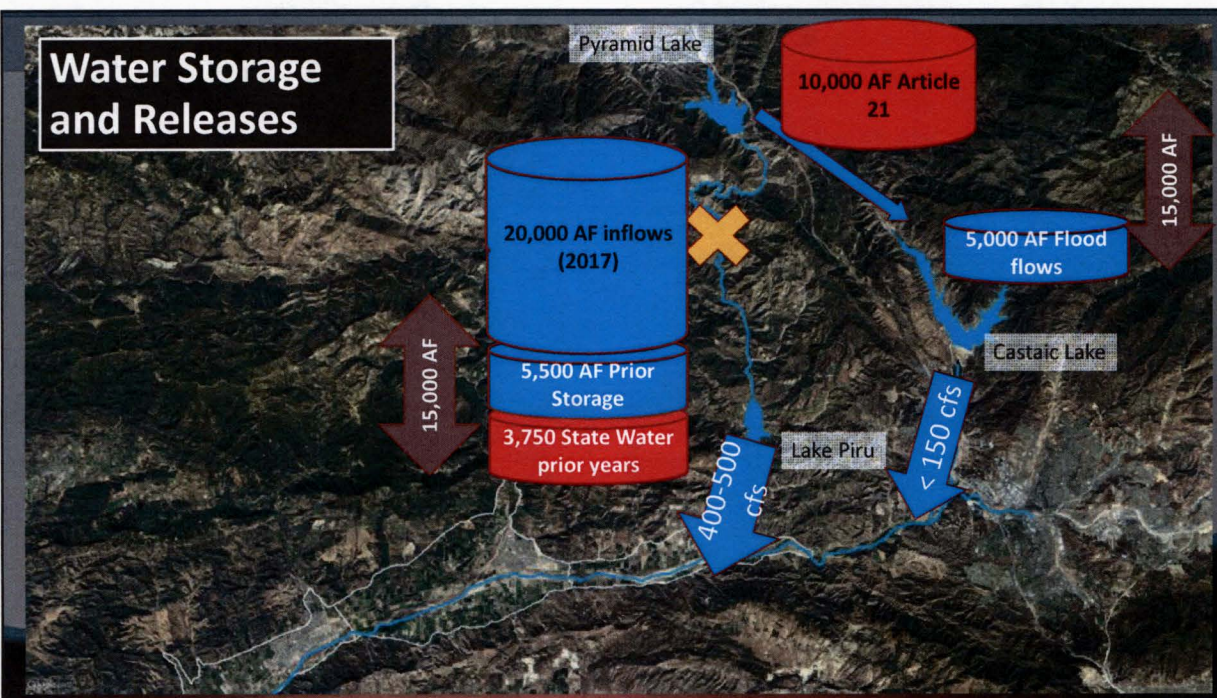 Water Storage
and Releases
Pyramid Lake
10,000 AF Article
21
15,000 AF
20,000 AF inflows
(2017)
5,000 AF Flood
flows
Castaic Lake
15,000 AF
5,500 AF Prior
Storage
3,750 State Water
prior years
Lake Piru
400-500
cfs
< 150 cfs